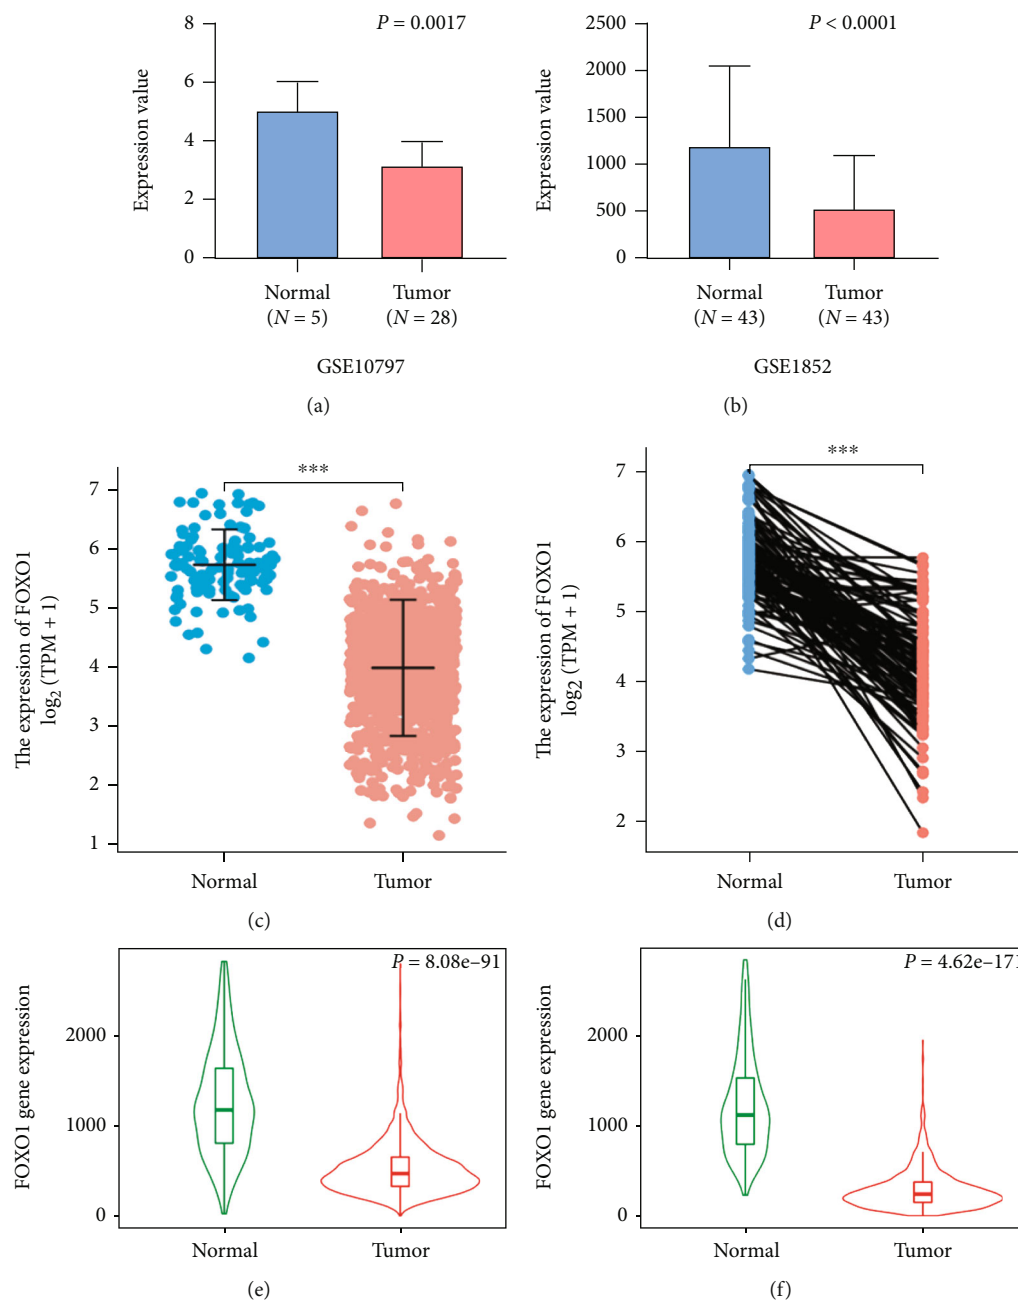 P = 0.0017
Expression value
8
6
4
2
0
Normal
(N = 5)
Tumor
(N = 28)
GSE10797
(a)
P < 0.0001
Expression value
2500
2000
1500
1000
500
0
Normal
(N = 43)
Tumor
(N = 43)
GSE1852
(b)
***
The expression of FOXO1
log2 (TPM + 1)
7
6
5
4
3
2
1
Normal
Tumor
(c)
***
The expression of FOXO1
log2 (TPM + 1)
7
6
5
4
3
2
Normal
Tumor
(d)
P = 8.08e–91
FOXO1 gene expression
2000
1000
0
Normal
Tumor
(e)
P = 4.62e–171
FOXO1 gene expression
2000
1000
0
Normal
Tumor
(f)